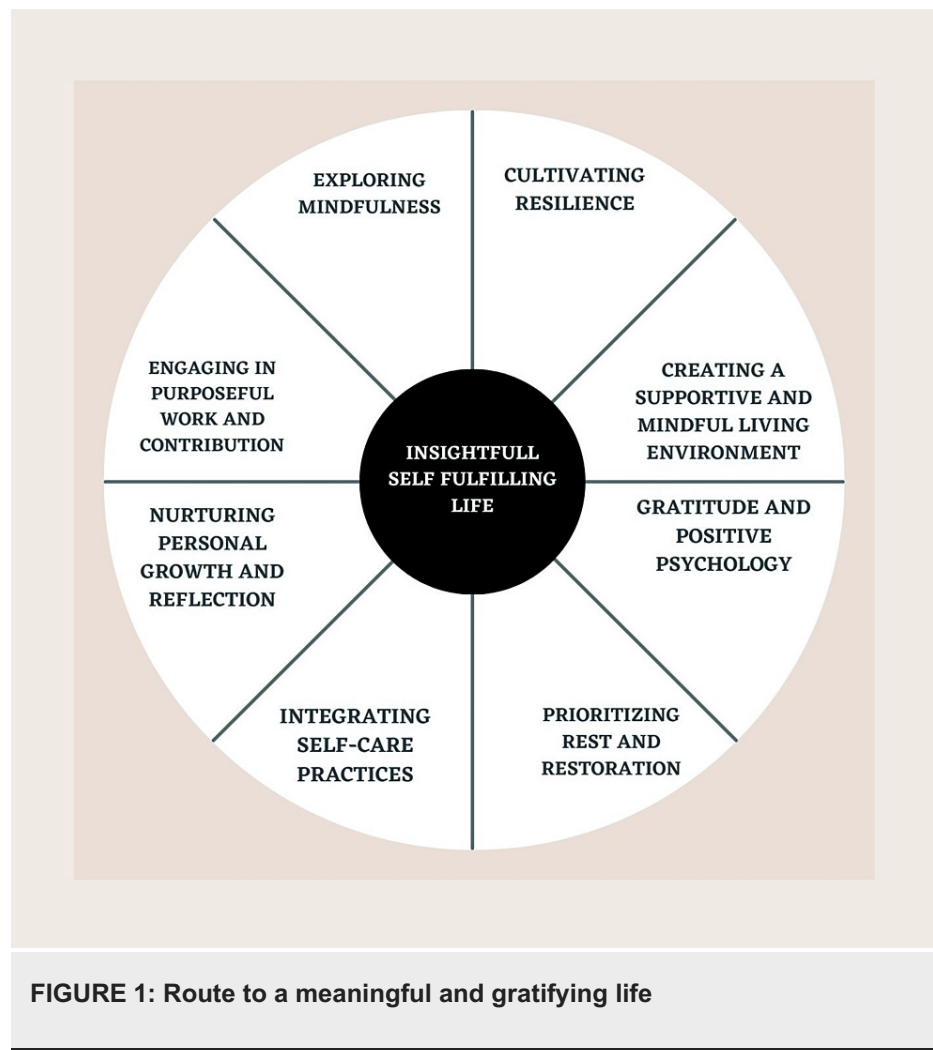 EXPLORING
MINDFULNESS
CULTIVATING
RESILIENCE
CREATING A
SUPPORTIVE AND
MINDFUL LIVING
ENVIRONMENT
GRATITUDE AND
POSITIVE
PSYCHOLOGY
PRIORITIZING
REST AND
RESTORATION
INTEGRATING
SELF-CARE
PRACTICES
NURTURING
PERSONAL
GROWTH AND
REFLECTION
ENGAGING IN
PURPOSEFUL
WORK AND
CONTRIBUTION
INSIGHTFULL
SELF FULFILLING
LIFE
FIGURE 1: Route to a meaningful and gratifying life